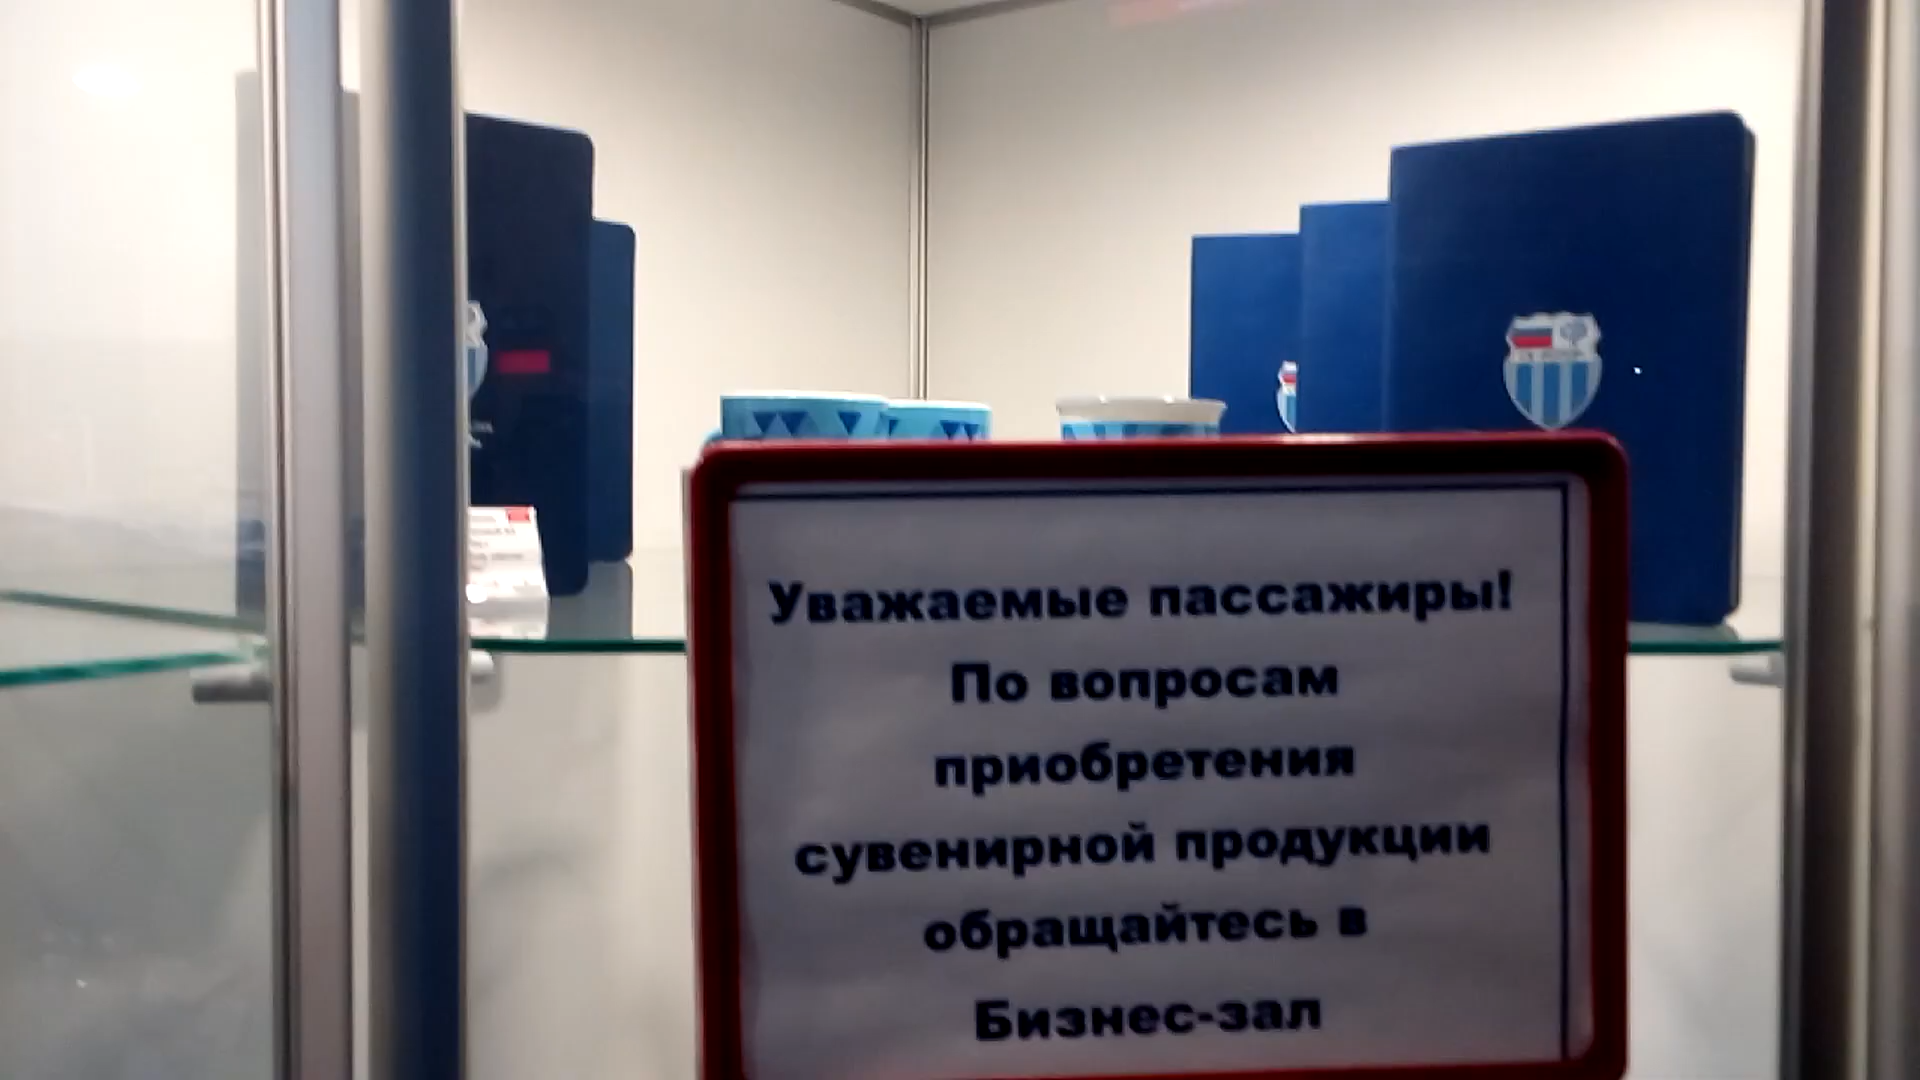 Уважаемые пассажиры!
По вопросам
приобретения
сувенирной продукции
обращайтесь в
Бизнес-зал